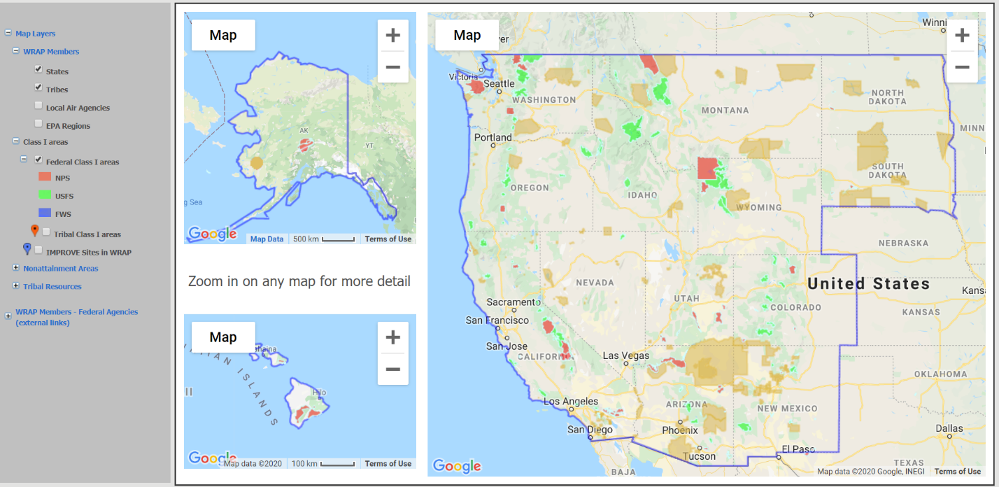 Map Layers
WRAP Members
States
Tribes
Local Air Agencies
EPA Regions
Class I areas
Federal Class I areas
NPS
USFS
FWS
Tribal Class I areas
IMPROVE Sites in WRAP
Nonattainment Areas
Tribal Resources
WRAP Members - Federal Agencies
(external links)
Map
+
−
AK
YT
g Sea
Google
Map Data
500 km
Terms of Use
Zoom in on any map for more detail
Map
+
−
ahaina
AN ISLANDS
Hilo
II
Google
Map data ©2020
100 km
Terms of Use
Map
+
−
ver
Winni
Victoria
Seattle
WASHINGTON
NORTH
DAKOTA
MONTANA
MINN
Portland
SOUTH
DAKOTA
OREGON
IDAHO
WYOMING
NEBRASKA
NEVADA
United States
Kansa
UTAH
COLORADO
Sacramento
KANSAS
San Francisco
San Jose
CALIFORN
Las Vegas
OKLAHOMA
Los Angeles
ARIZONA
NEW MEXICO
San Diego
Phoenix
Dallas
Tucson
El Paso
TEXAS
BAJA
Google
Map data ©2020 Google, INEGI
Terms of Use